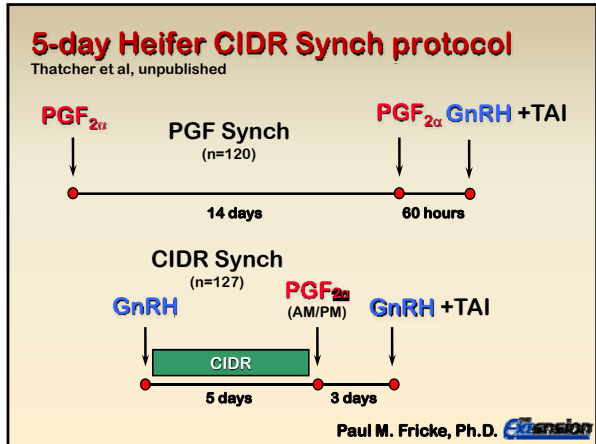 5-day Heifer CIDR Synch protocol
Thatcher et al, unpublished
PGF2α PGF Synch PGF2α GnRH +TAI
(n=120)
14 days 60 hours
CIDR Synch
(n=127)
GnRH PGF2α GnRH +TAI
(AM/PM)
CIDR
5 days 3 days
Paul M. Fricke, Ph.D. Extension